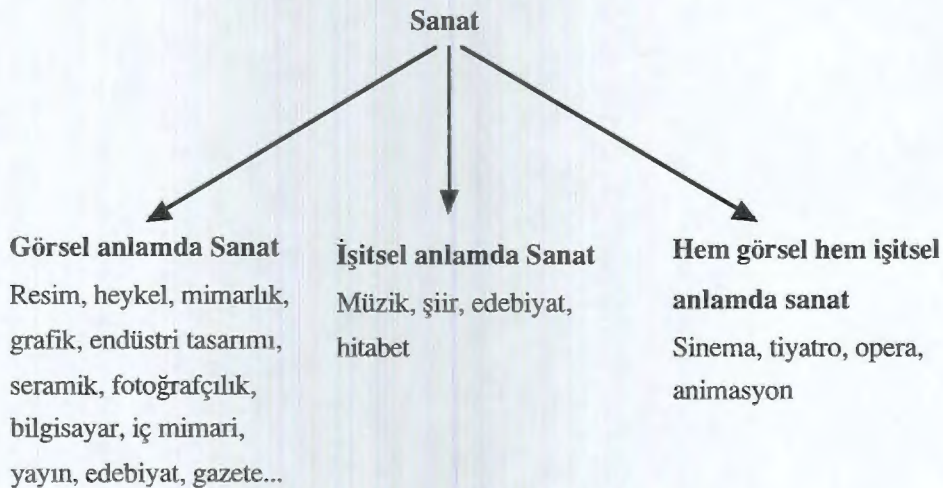 Sanat
Görsel anlamda Sanat
Resim, heykel, mimarlık,
grafik, endüstri tasarımı,
seramik, fotoğrafçılık,
bilgisayar, iç mimari,
yayın, edebiyat, gazete...
İşitsel anlamda Sanat
Müzik, şiir, edebiyat,
hitabet
Hem görsel hem işitsel
anlamda sanat
Sinema, tiyatro, opera,
animasyon